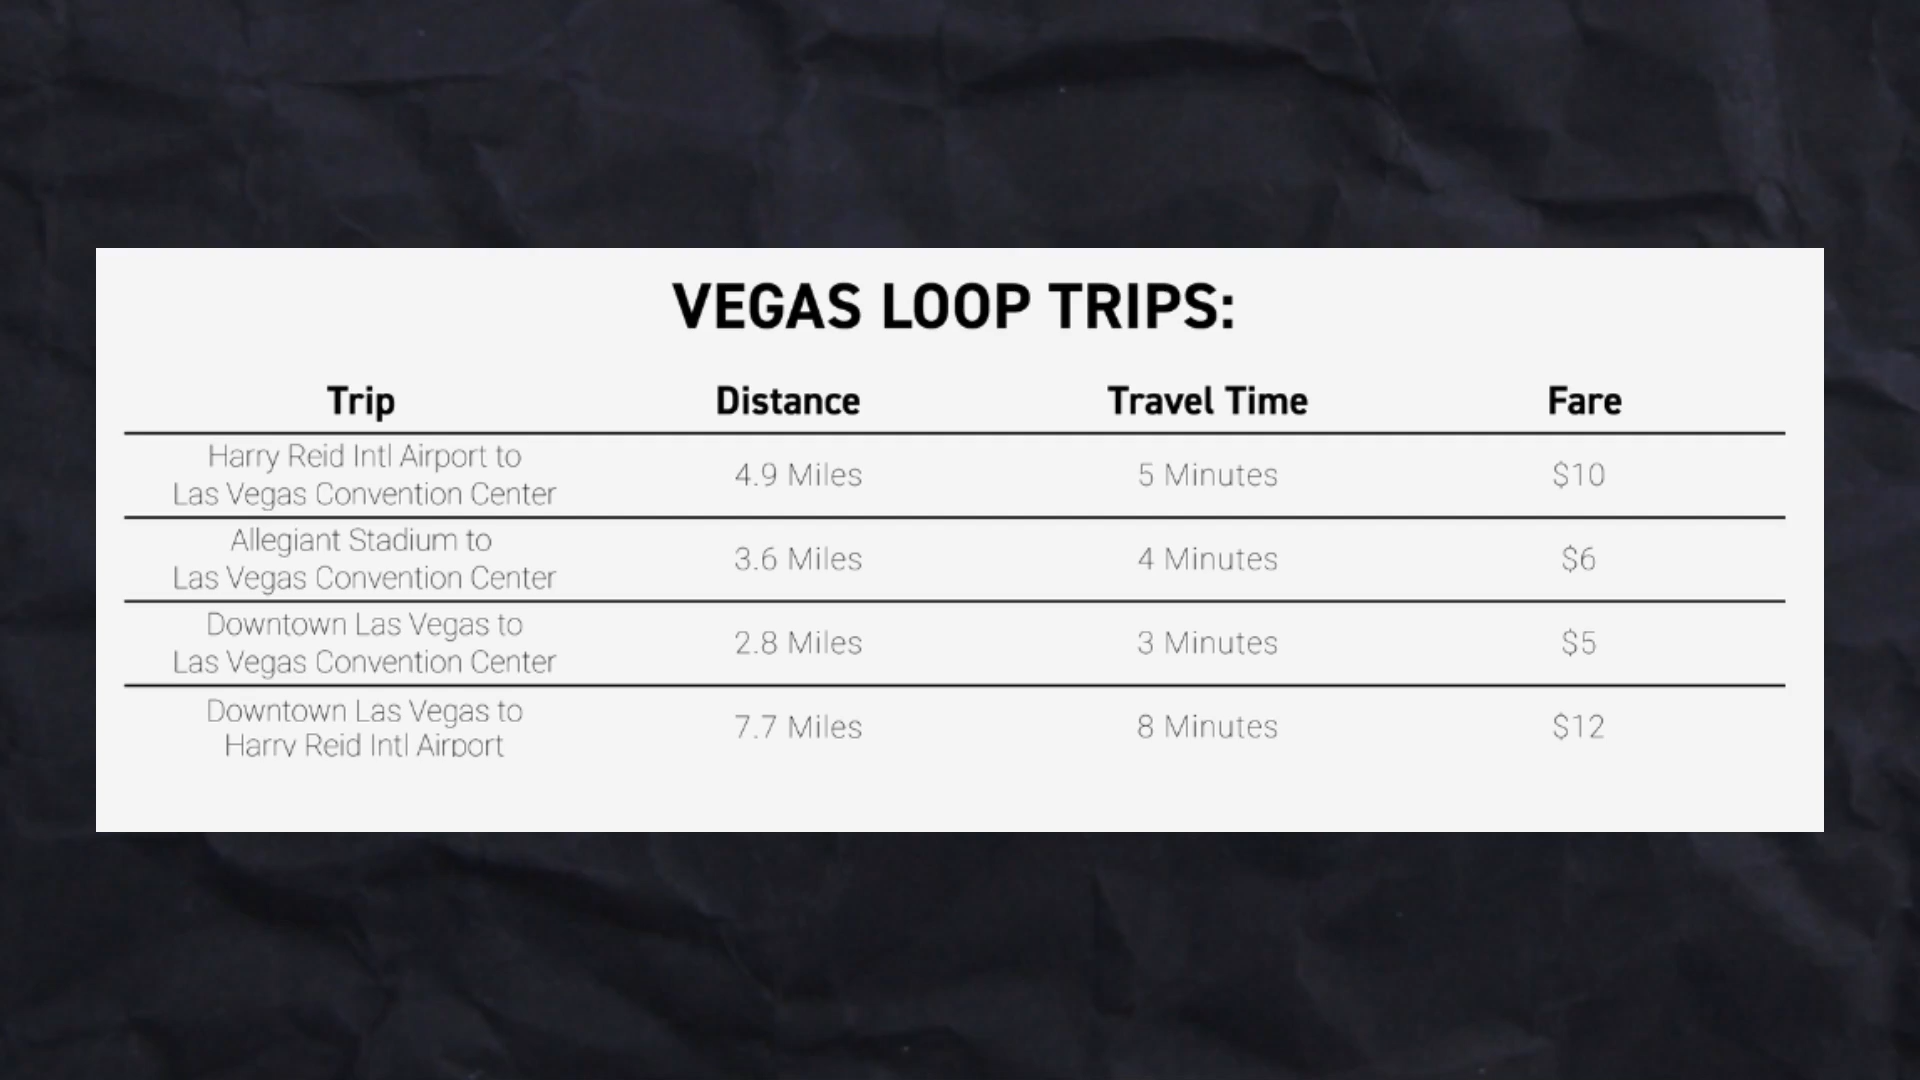 VEGAS LOOP TRIPS:
Trip Distance Travel Time Fare
Harry Reid Intl Airport to
Las Vegas Convention Center
4.9 Miles 5 Minutes $10
Allegiant Stadium to
Las Vegas Convention Center
3.6 Miles 4 Minutes $6
Downtown Las Vegas to
Las Vegas Convention Center
2.8 Miles 3 Minutes $5
Downtown Las Vegas to
Harry Reid Intl Airport
7.7 Miles 8 Minutes $12